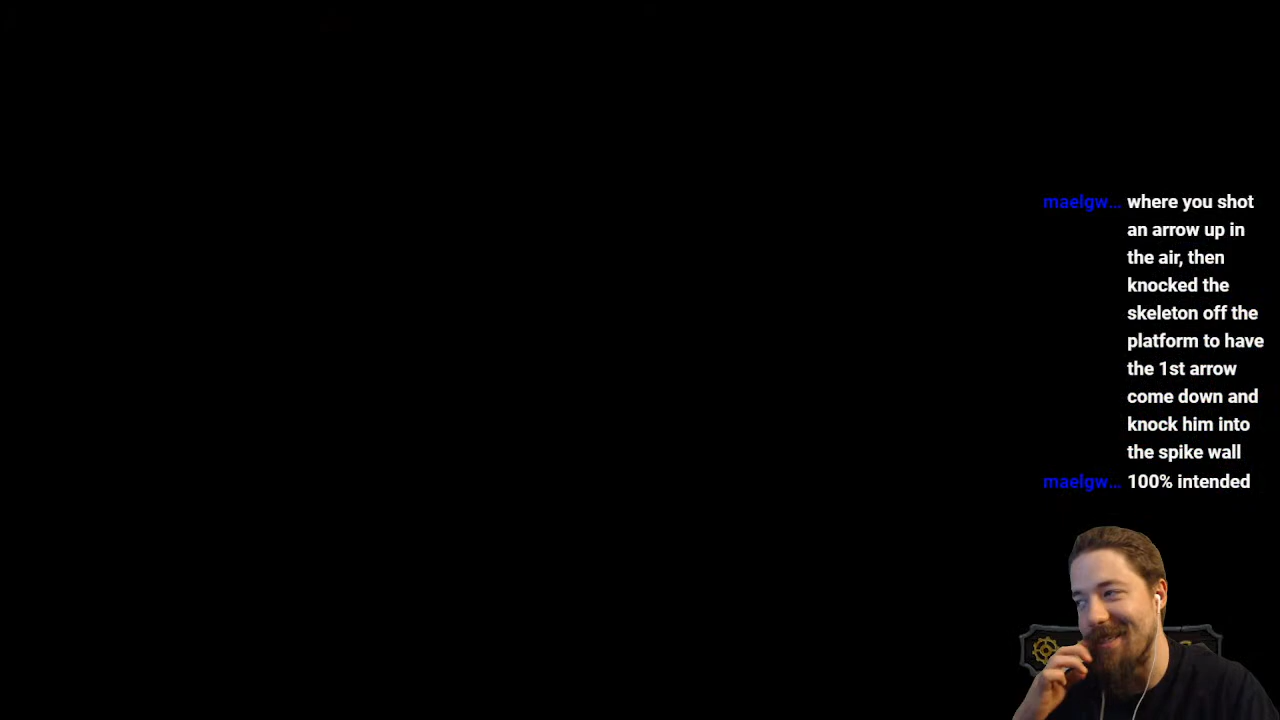 maelgw... where you shot
an arrow up in
the air, then
knocked the
skeleton off the
platform to have
the 1st arrow
come down and
knock him into
the spike wall
maelgw... 100% intended